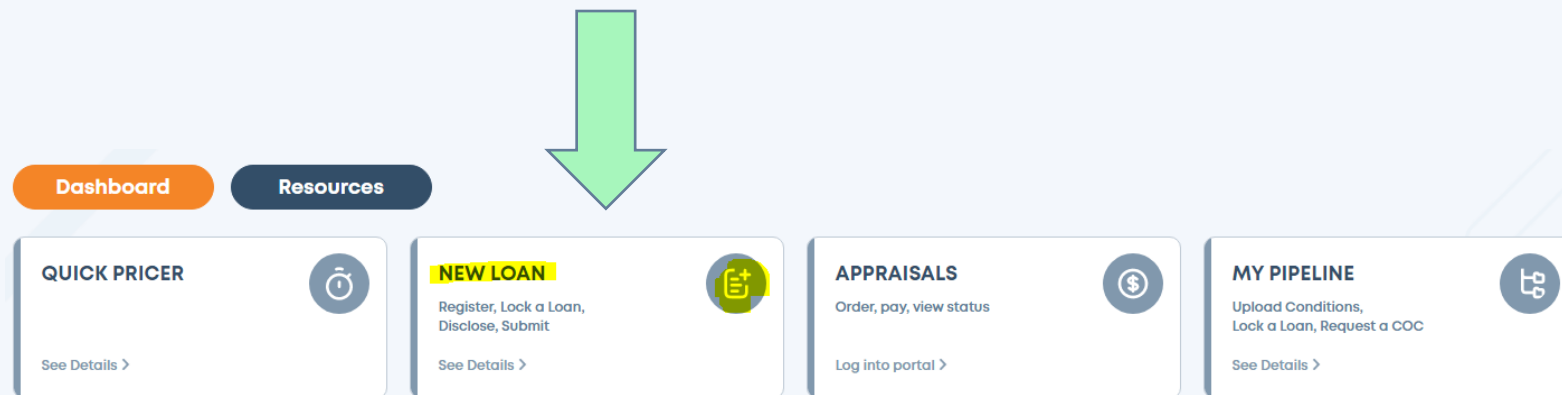 Dashboard
Resources
QUICK PRICER
See Details >
NEW LOAN
Register, Lock a Loan,
Disclose, Submit
See Details >
APPRAISALS
Order, pay, view status
Log into portal >
MY PIPELINE
Upload Conditions,
Lock a Loan, Request a COC
See Details >